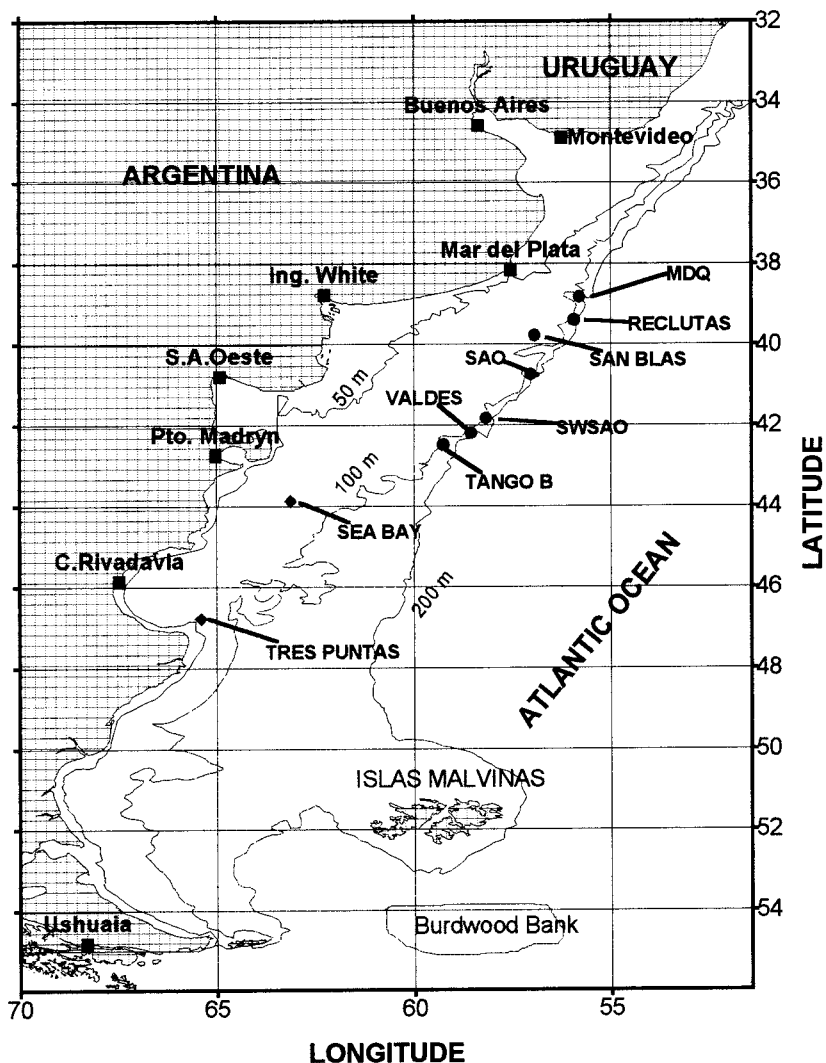 32
URUGUAY
Buenos Aires
34
Montevideo
ARGENTINA
36
Mar del Plata
38
Ing. White
MDQ
RECLUTAS
40
S.A.Oeste
SAO
SAN BLAS
50 m
VALDES
42
SWSAO
Pto. Madryn
100 m
TANGO B
44
SEA BAY
C.Rivadavia
200 m
46
TRES PUNTAS
48
ATLANTIC OCEAN
LATITUDE
50
ISLAS MALVINAS
52
54
Ushuaia
Burdwood Bank
70
65
60
55
LONGITUDE